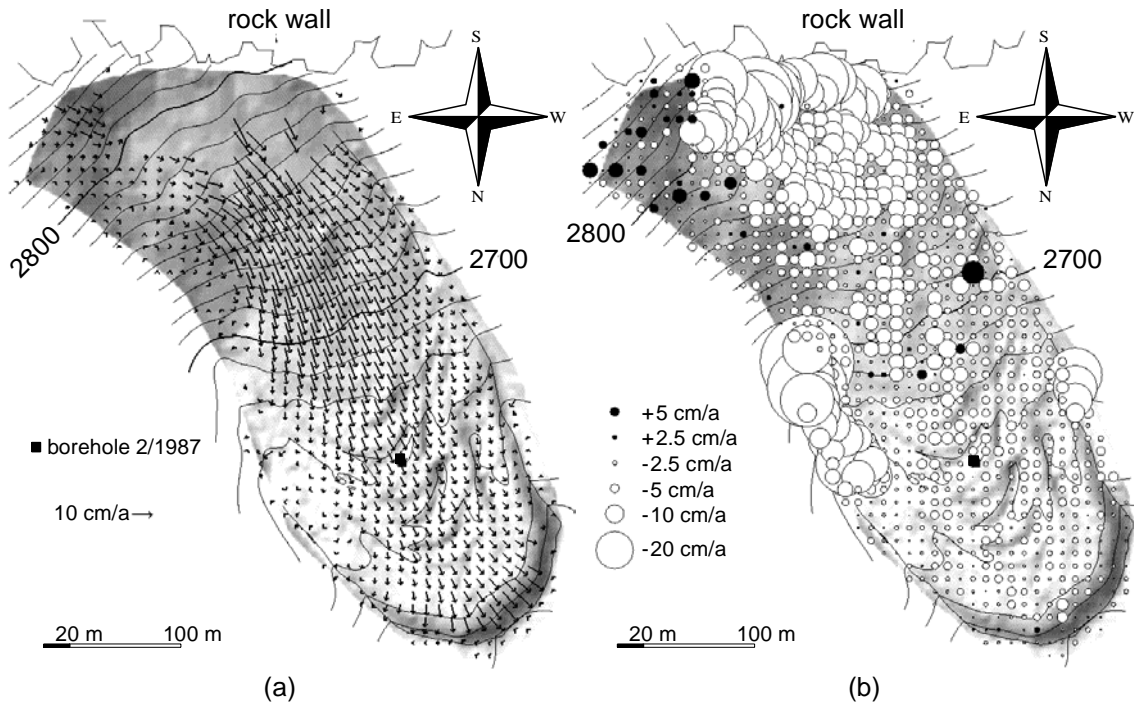 rock wall
S
E
W
N
2800
2700
borehole 2/1987
10 cm/a
20 m
100 m
(a)
rock wall
S
E
W
N
2800
2700
+5 cm/a
+2.5 cm/a
-2.5 cm/a
-5 cm/a
-10 cm/a
-20 cm/a
20 m
100 m
(b)